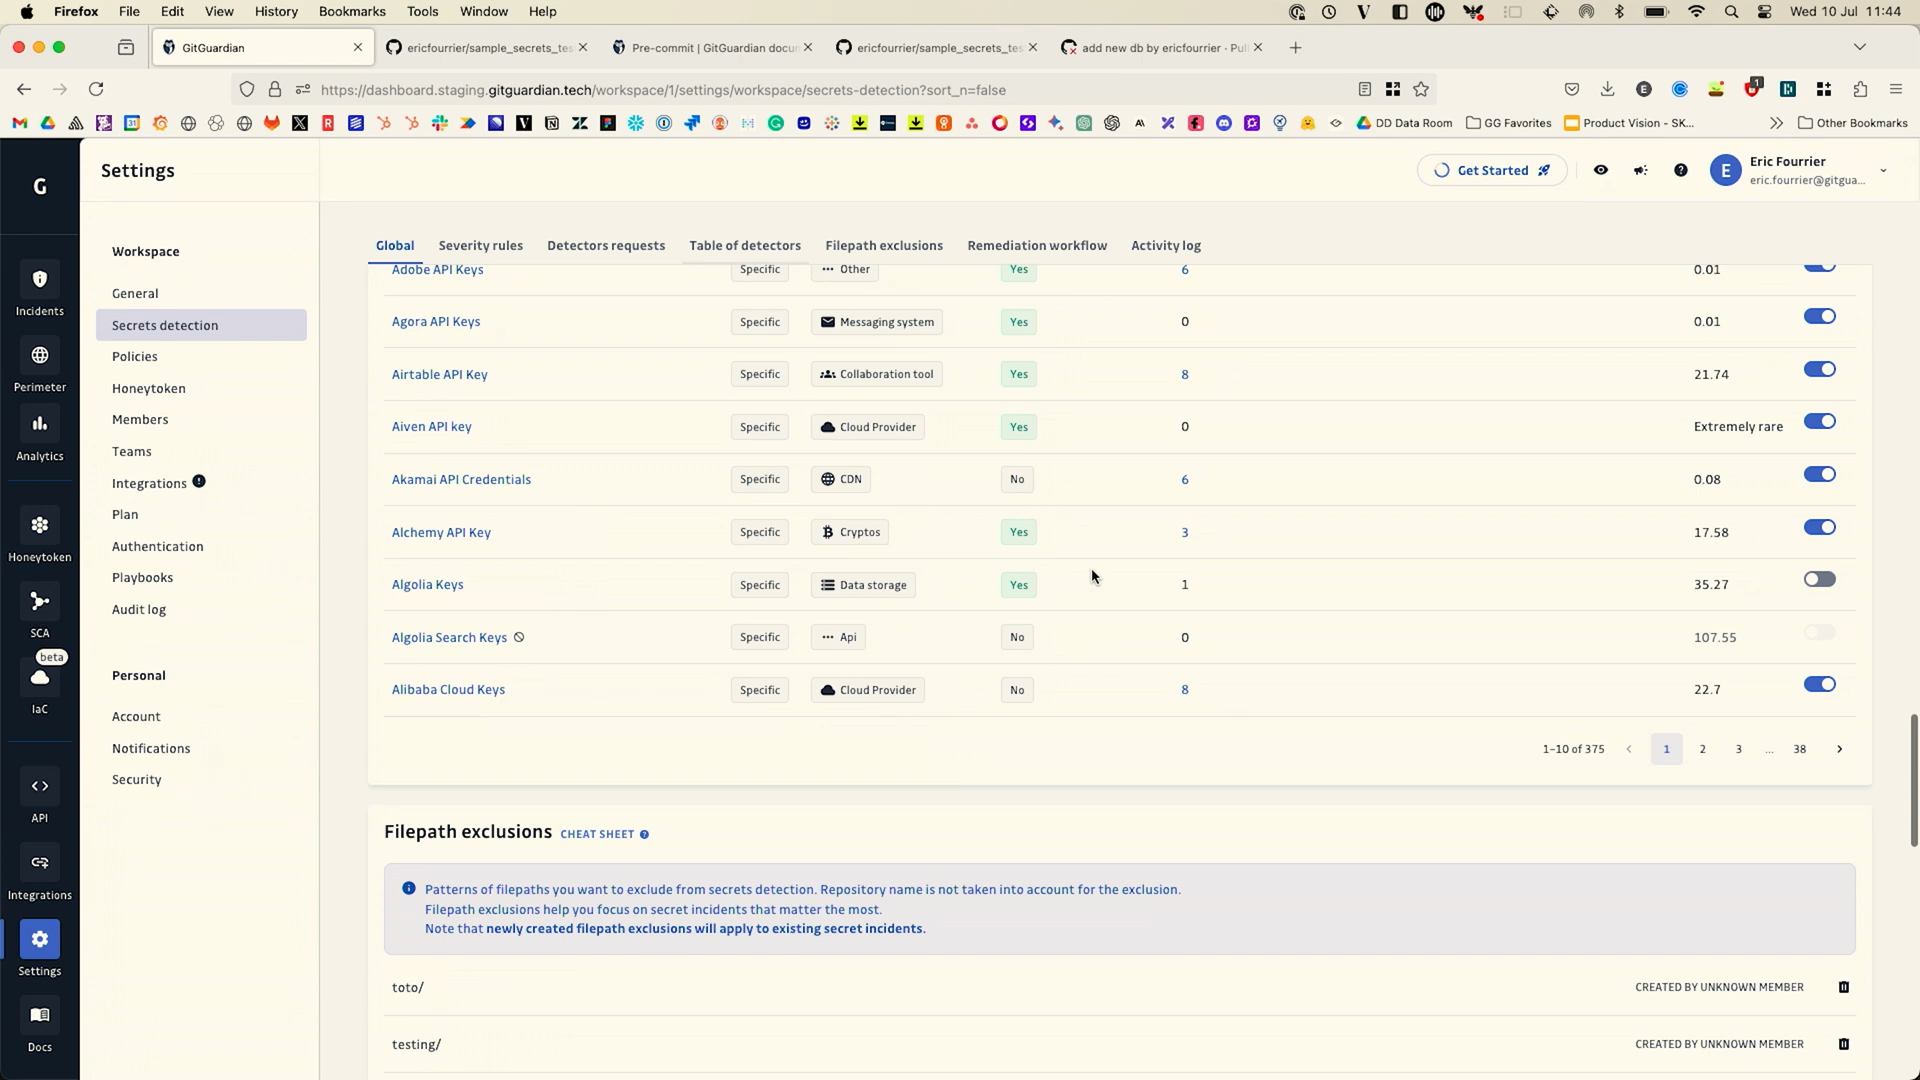 Firefox File Edit View History Bookmarks Tools Window Help
Wed 10 Jul 11:44
GitGuardian
ericfourrier/sample_secrets_tes
Pre-commit | GitGuardian docu
ericfourrier/sample_secrets_tes
add new db by ericfourrier · Pull
https://dashboard.staging.gitguardian.tech/workspace/1/settings/workspace/secrets-detection?sort_n=false
DD Data Room
GG Favorites
Product Vision - SK...
Other Bookmarks
G
Settings
Get Started
E
Eric Fourrier
eric.fourrier@gitgua...
Incidents
Perimeter
Analytics
Honeytoken
SCA
beta
IaC
API
Integrations
Settings
Docs
Workspace
General
Secrets detection
Policies
Honeytoken
Members
Teams
Integrations
Plan
Authentication
Playbooks
Audit log
Personal
Account
Notifications
Security
Global Severity rules Detectors requests Table of detectors Filepath exclusions Remediation workflow Activity log
Adobe API Keys Specific Other Yes 6 0.01
Agora API Keys Specific Messaging system Yes 0 0.01
Airtable API Key Specific Collaboration tool Yes 8 21.74
Aiven API key Specific Cloud Provider Yes 0 Extremely rare
Akamai API Credentials Specific CDN No 6 0.08
Alchemy API Key Specific Cryptos Yes 3 17.58
Algolia Keys Specific Data storage Yes 1 35.27
Algolia Search Keys Specific Api No 0 107.55
Alibaba Cloud Keys Specific Cloud Provider No 8 22.7
1-10 of 375 1 2 3 ... 38
Filepath exclusions CHEAT SHEET
Patterns of filepaths you want to exclude from secrets detection. Repository name is not taken into account for the exclusion.
Filepath exclusions help you focus on secret incidents that matter the most.
Note that newly created filepath exclusions will apply to existing secret incidents.
toto/ CREATED BY UNKNOWN MEMBER
testing/ CREATED BY UNKNOWN MEMBER